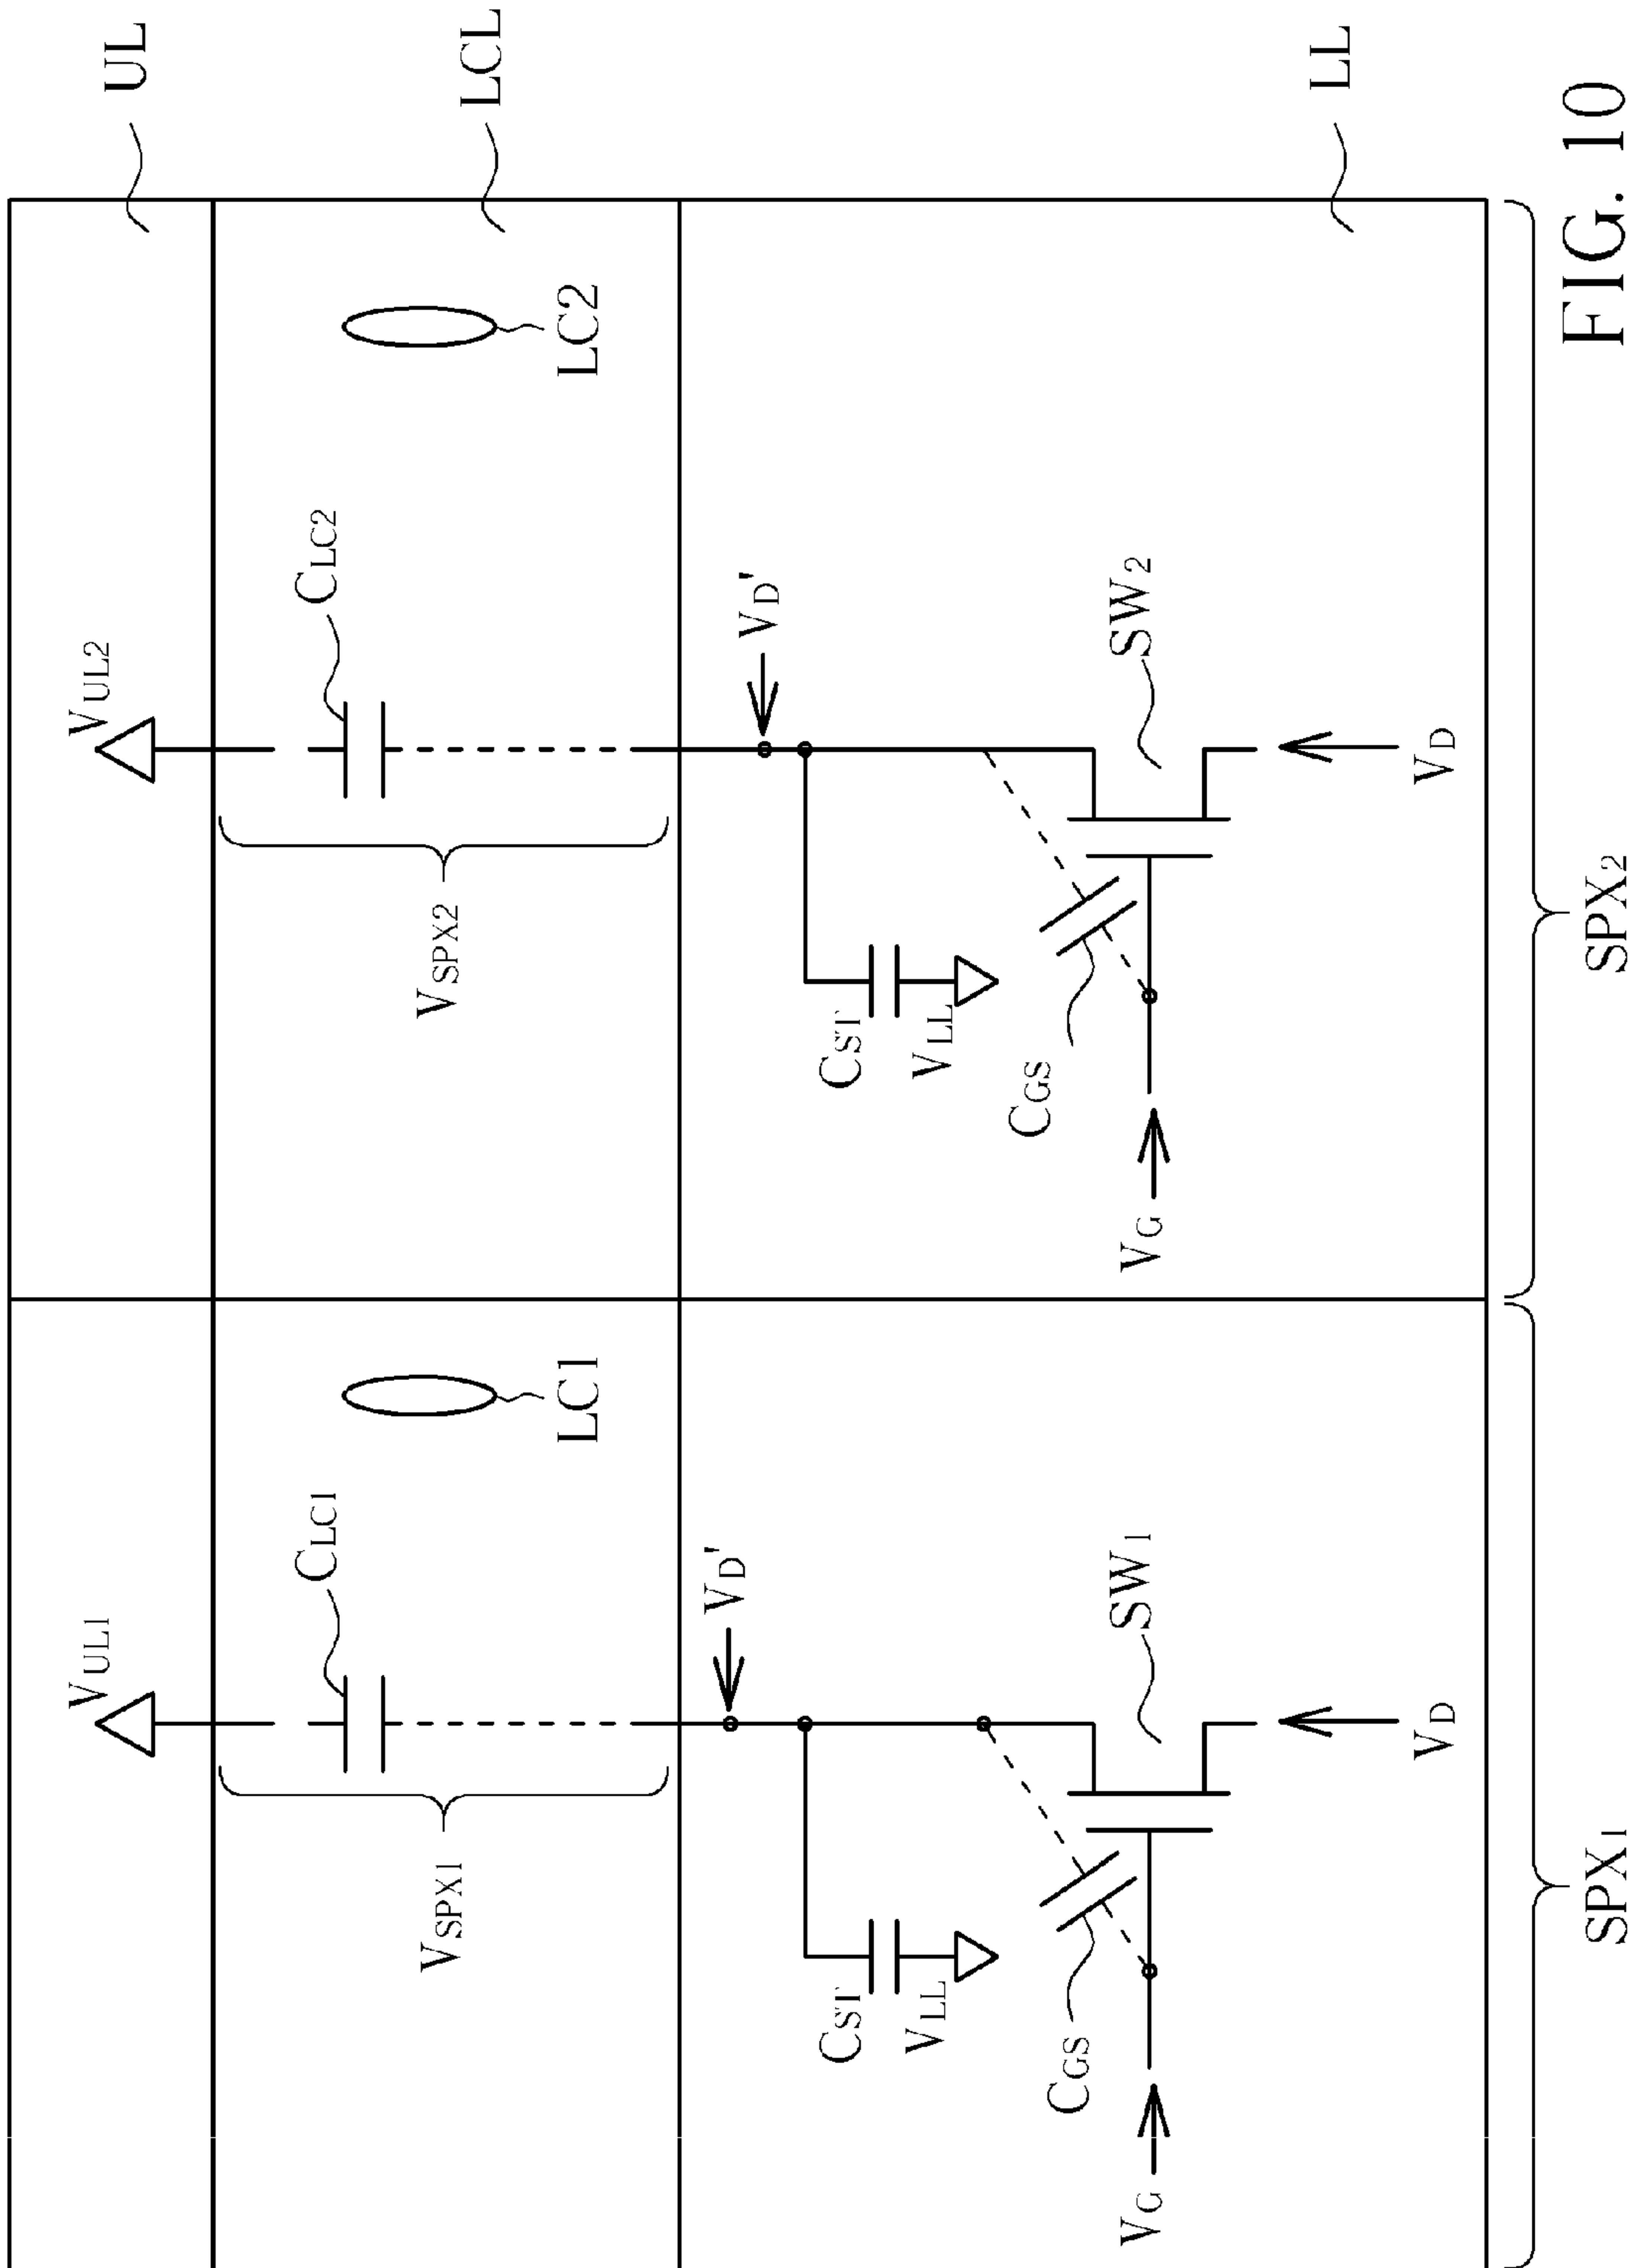 UL
LCL
LL
VUL1
VUL2
CLC1
CLC2
VSPX1
VSPX2
LC1
LC2
VD'
VD'
CST
VLL
CST
VLL
CGS
CGS
SW1
SW2
VG
VG
VD
VD
SPX1
SPX2
FIG. 10